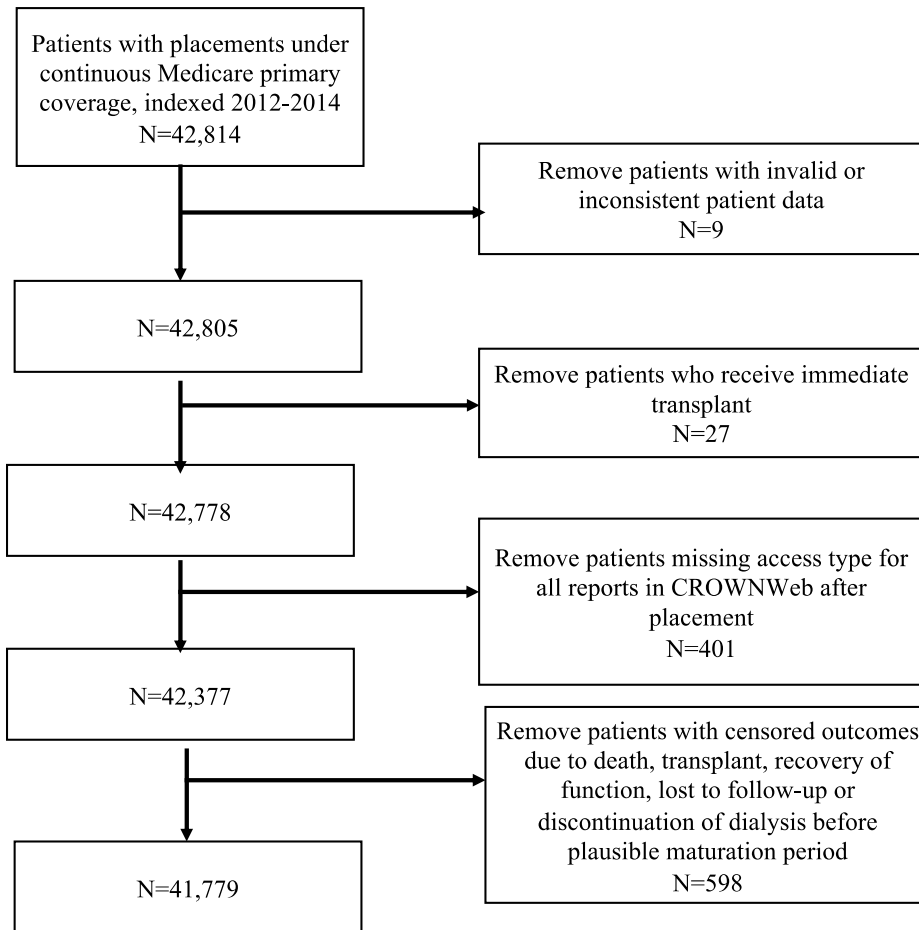 Patients with placements under
continuous Medicare primary
coverage, indexed 2012-2014
N=42,814
Remove patients with invalid or
inconsistent patient data
N=9
N=42,805
Remove patients who receive immediate
transplant
N=27
N=42,778
Remove patients missing access type for
all reports in CROWNWeb after
placement
N=401
N=42,377
Remove patients with censored outcomes
due to death, transplant, recovery of
function, lost to follow-up or
discontinuation of dialysis before
plausible maturation period
N=598
N=41,779